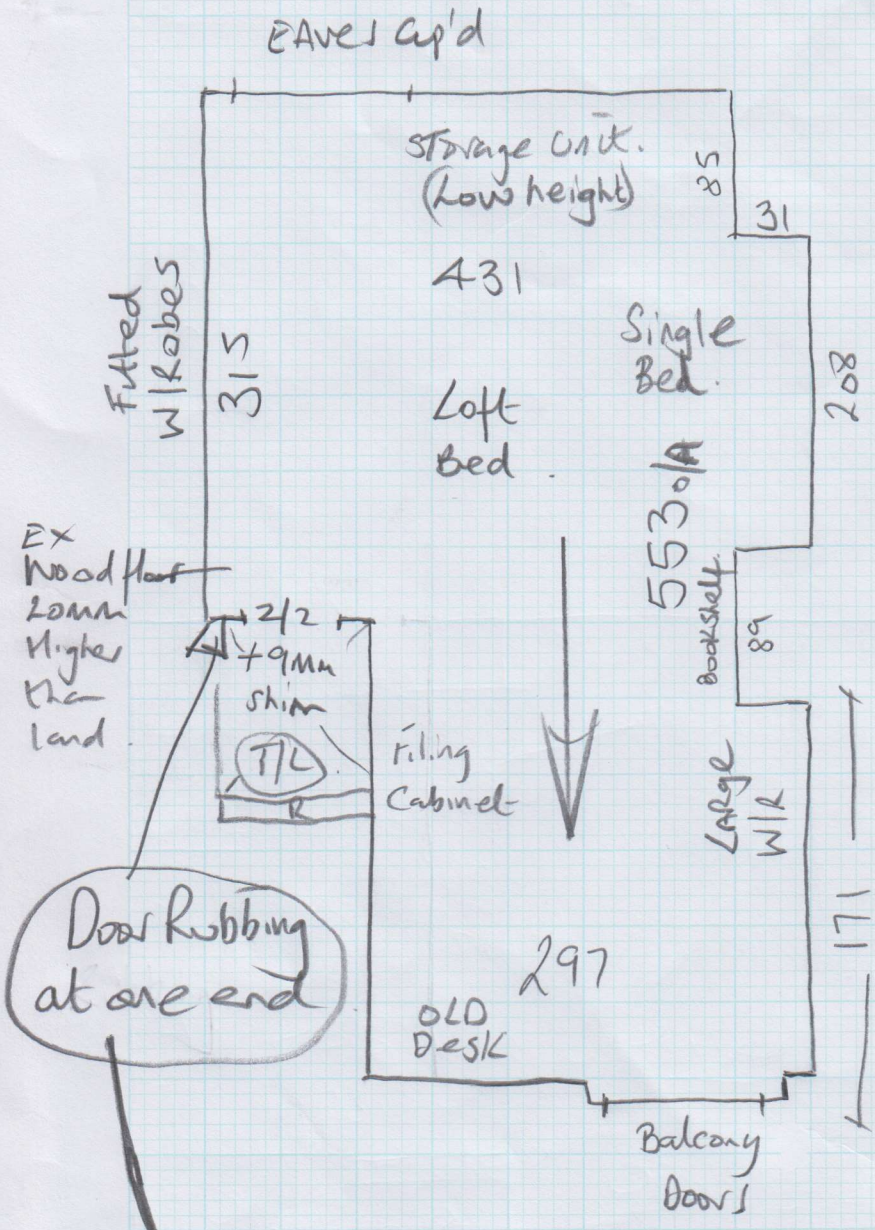 EAves Cup'd
Storage Unit.
(Low height)
85
31
431
Fitted
W/Robes
315
Single
Bed.
208
Loft
Bed
553 o/A
Bookshelf
89
Ex
Wood floor
20mm
Higher
than
land
2/2
+9mm
shim
T/L
R
Filing
Cabinet
LARge
W/R
171
Door Rubbing
at one end
297
OLD
Desk
Balcony
Doors